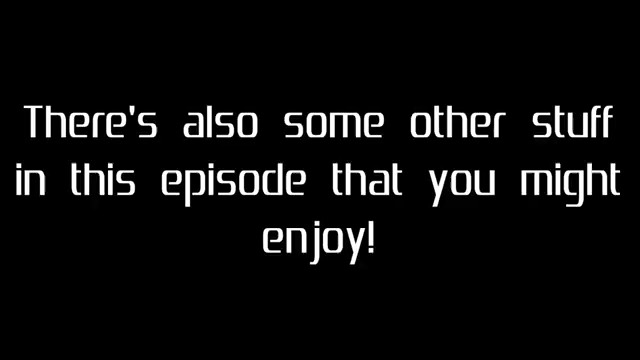 There's also some other stuff
in this episode that you might
enjoy!